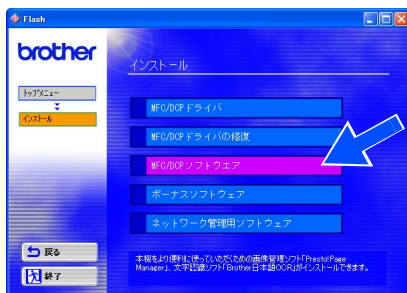 Flash
brother
インストール
トップメニュー
インストール
MFC/DCPドライバ
MFC/DCPドライバの修復
MFC/DCPソフトウエア
ボーナスソフトウェア
ネットワーク管理用ソフトウェア
戻る
終了
本機をより便利に使っていただくための画像管理ソフト「Presto!Page
Manager」、文字認識ソフト「Brother日本語OCR」がインストールできます。